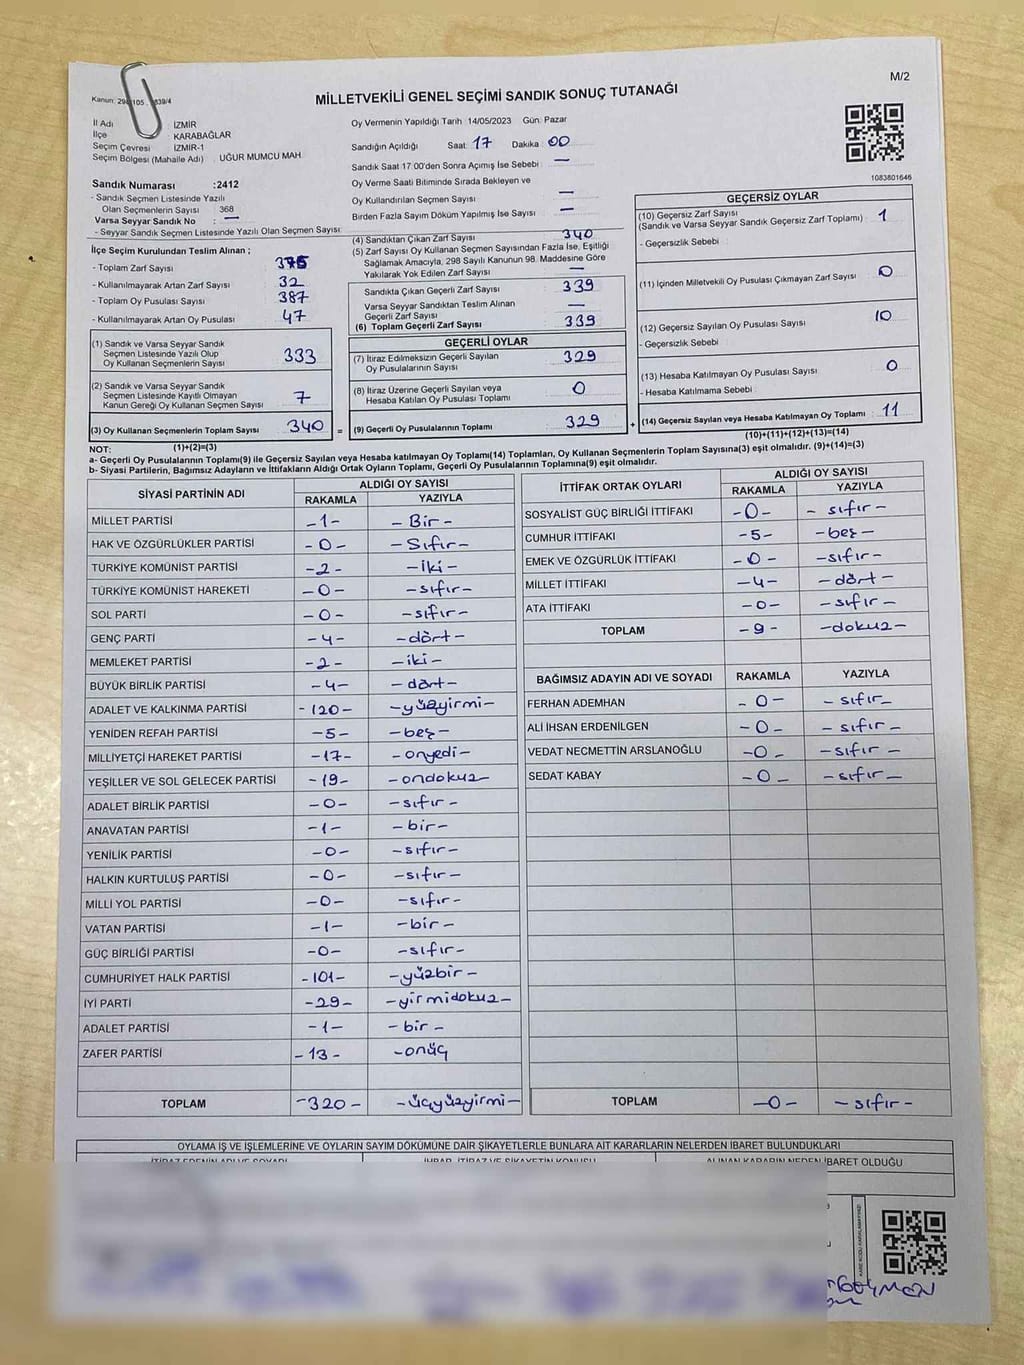 M/2
Kanun: 298 105 . 839/4
MİLLETVEKİLİ GENEL SEÇİMİ SANDIK SONUÇ TUTANAĞI
İl Adı : İZMİR
İlçe : KARABAĞLAR
Seçim Çevresi : İZMİR-1
Seçim Bölgesi (Mahalle Adı) . UĞUR MUMCU MAH.
Sandık Numarası :2412
- Sandık Seçmen Listesinde Yazılı
Olan Seçmenlerin Sayısı : 368
Varsa Seyyar Sandık No : —
- Seyyar Sandık Seçmen Listesinde Yazılı Olan Seçmen Sayısı:
Oy Vermenin Yapıldığı Tarih 14/05/2023 Gün: Pazar
Sandığın Açıldığı Saat: 17 Dakika: 00
Sandık Saat 17:00'den Sonra Açımış İse Sebebi : —
Oy Verme Saati Bitiminde Sırada Bekleyen ve
Oy Kullandırılan Seçmen Sayısı : —
Birden Fazla Sayım Döküm Yapılmış İse Sayısı : —
1083801646
İlçe Seçim Kurulundan Teslim Alınan ;
- Toplam Zarf Sayısı : 375
- Kullanılmayarak Artan Zarf Sayısı : 32
- Toplam Oy Pusulası Sayısı : 387
- Kullanılmayarak Artan Oy Pusulası : 47
(1) Sandık ve Varsa Seyyar Sandık
Seçmen Listesinde Yazılı Olup
Oy Kullanan Seçmenlerin Sayısı : 333
(2) Sandık ve Varsa Seyyar Sandık
Seçmen Listesinde Kayıtlı Olmayan
Kanun Gereği Oy Kullanan Seçmen Sayısı : 7
(3) Oy Kullanan Seçmenlerin Toplam Sayısı : 340 =
(1)+(2)=(3)
(4) Sandıktan Çıkan Zarf Sayısı : 340
(5) Zarf Sayısı Oy Kullanan Seçmen Sayısından Fazla İse, Eşitliği
Sağlamak Amacıyla, 298 Sayılı Kanunun 98. Maddesine Göre
Yakılarak Yok Edilen Zarf Sayısı : —
Sandıkta Çıkan Geçerli Zarf Sayısı : 339
Varsa Seyyar Sandıktan Teslim Alınan
Geçerli Zarf Sayısı : —
(6) Toplam Geçerli Zarf Sayısı : 339
GEÇERLİ OYLAR
(7) İtiraz Edilmeksizin Geçerli Sayılan
Oy Pusulalarının Sayısı : 329
(8) İtiraz Üzerine Geçerli Sayılan veya
Hesaba Katılan Oy Pusulası Toplamı : 0
(9) Geçerli Oy Pusulalarının Toplamı : 329 +
GEÇERSİZ OYLAR
(10) Geçersiz Zarf Sayısı : 1
(Sandık ve Varsa Seyyar Sandık Geçersiz Zarf Toplamı)
- Geçersizlik Sebebi :
(11) İçinden Milletvekili Oy Pusulası Çıkmayan Zarf Sayısı : 0
(12) Geçersiz Sayılan Oy Pusulası Sayısı : 10
- Geçersizlik Sebebi :
(13) Hesaba Katılmayan Oy Pusulası Sayısı : 0
- Hesaba Katılmama Sebebi :
(14) Geçersiz Sayılan veya Hesaba Katılmayan Oy Toplamı : 11
(10)+(11)+(12)+(13)=(14)
NOT:
a- Geçerli Oy Pusulalarının Toplamı(9) ile Geçersiz Sayılan veya Hesaba katılmayan Oy Toplamı(14) Toplamları, Oy Kullanan Seçmenlerin Toplam Sayısına(3) eşit olmalıdır. (9)+(14)=(3)
b- Siyasi Partilerin, Bağımsız Adayların ve İttifakların Aldığı Ortak Oyların Toplamı, Geçerli Oy Pusulalarının Toplamına(9) eşit olmalıdır.
SİYASİ PARTİNİN ADI ALDIĞI OY SAYISI
RAKAMLA YAZIYLA
MİLLET PARTİSİ -1- -Bir-
HAK VE ÖZGÜRLÜKLER PARTİSİ -0- -Sıfır-
TÜRKİYE KOMÜNİST PARTİSİ -2- -iki-
TÜRKİYE KOMÜNİST HAREKETİ -0- -sıfır-
SOL PARTİ -0- -sıfır-
GENÇ PARTİ -4- -dört-
MEMLEKET PARTİSİ -2- -iki-
BÜYÜK BİRLİK PARTİSİ -4- -dört-
ADALET VE KALKINMA PARTİSİ -120- -yüzyirmi-
YENİDEN REFAH PARTİSİ -5- -beş-
MİLLİYETÇİ HAREKET PARTİSİ -17- -onyedi-
YEŞİLLER VE SOL GELECEK PARTİSİ -19- -ondokuz-
ADALET BİRLİK PARTİSİ -0- -sıfır-
ANAVATAN PARTİSİ -1- -bir-
YENİLİK PARTİSİ -0- -sıfır-
HALKIN KURTULUŞ PARTİSİ -0- -sıfır-
MİLLİ YOL PARTİSİ -0- -sıfır-
VATAN PARTİSİ -1- -bir-
GÜÇ BİRLİĞİ PARTİSİ -0- -sıfır-
CUMHURİYET HALK PARTİSİ -101- -yüzbir-
İYİ PARTİ -29- -yirmidokuz-
ADALET PARTİSİ -1- -bir-
ZAFER PARTİSİ -13- -onüç
TOPLAM -320- -üçyüzyirmi-
İTTİFAK ORTAK OYLARI ALDIĞI OY SAYISI
RAKAMLA YAZIYLA
SOSYALİST GÜÇ BİRLİĞİ İTTİFAKI -0- -sıfır-
CUMHUR İTTİFAKI -5- -beş-
EMEK VE ÖZGÜRLÜK İTTİFAKI -0- -sıfır-
MİLLET İTTİFAKI -4- -dört-
ATA İTTİFAKI -0- -sıfır-
TOPLAM -9- -dokuz-
BAĞIMSIZ ADAYIN ADI VE SOYADI RAKAMLA YAZIYLA
FERHAN ADEMHAN -0- -sıfır-
ALİ İHSAN ERDENİLGEN -0- -sıfır-
VEDAT NECMETTİN ARSLANOĞLU -0- -sıfır-
SEDAT KABAY -0- -sıfır-
TOPLAM -0- -sıfır-
OYLAMA İŞ VE İŞLEMLERİNE VE OYLARIN SAYIM DÖKÜMÜNE DAİR ŞİKAYETLERLE BUNLARA AİT KARARLARIN NELERDEN İBARET BULUNDUKLARI
İTİRAZ EDENİN ADI VE SOYADI İHBAR, İTİRAZ VE ŞİKAYETİN KONUSU ALINAN KARARIN NEDEN İBARET OLDUĞU
KARE KODU KARALAMAYINIZ!